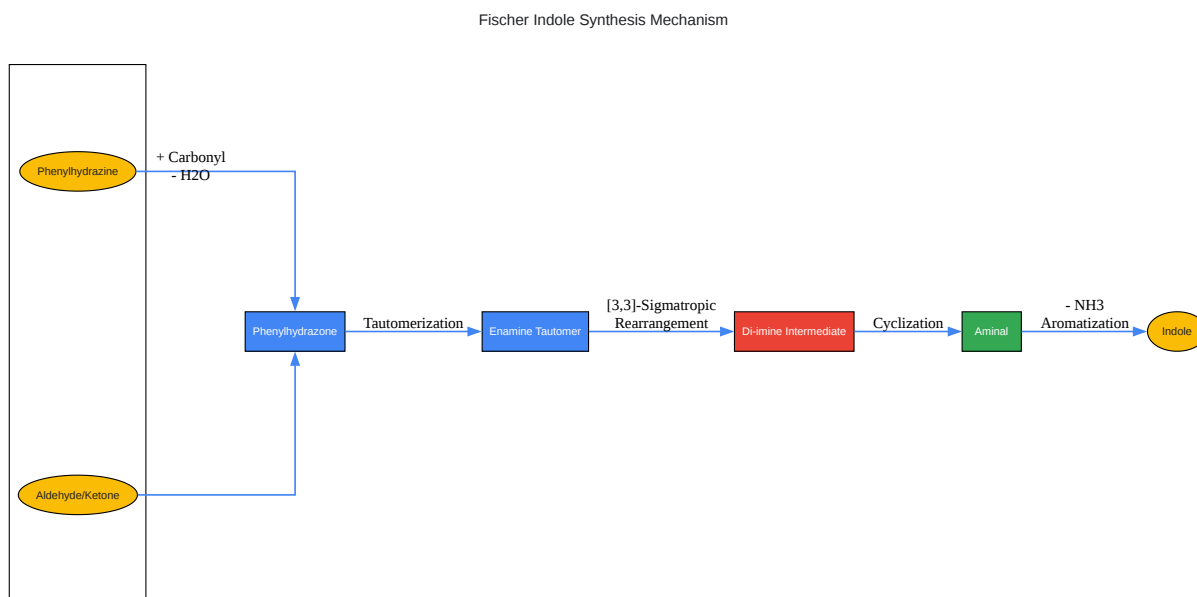 Fischer Indole Synthesis Mechanism
Phenylhydrazine
+ Carbonyl
- H2O
Phenylhydrazone
Tautomerization
Enamine Tautomer
[3,3]-Sigmatropic
Rearrangement
Di-imine Intermediate
Cyclization
Aminal
- NH3
Aromatization
Indole
Aldehyde/Ketone